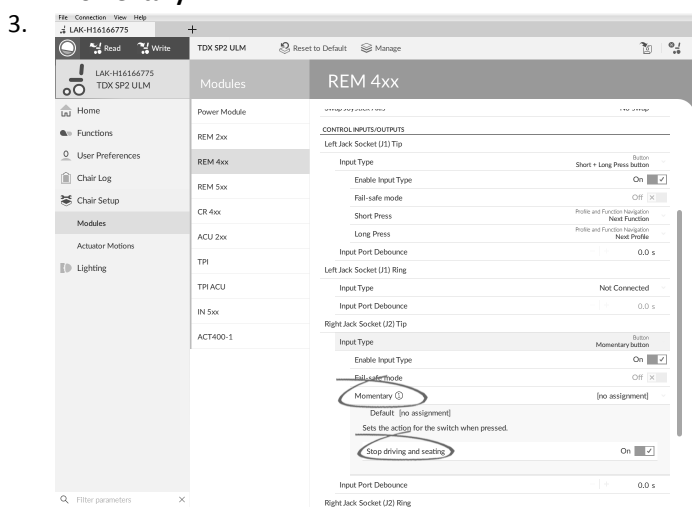 3.
File Connection View Help
LAK-H16166775 +
Read Write TDX SP2 ULM Reset to Default Manage
LAK-H16166775
TDX SP2 ULM
Modules
REM 4xx
Home
Functions
User Preferences
Chair Log
Chair Setup
Modules
Actuator Motions
Lighting
Filter parameters ×
Power Module
REM 2xx
REM 4xx
REM 5xx
CR 4xx
ACU 2xx
TPI
TPI ACU
IN 5xx
ACT400-1
CONTROL INPUTS/OUTPUTS
Left Jack Socket (J1) Tip
Input Type Button
Short + Long Press button
Enable Input Type On
Fail-safe mode Off
Short Press Profile and Function Navigation
Next Function
Long Press Profile and Function Navigation
Next Profile
Input Port Debounce 0.0 s
Left Jack Socket (J1) Ring
Input Type Not Connected
Input Port Debounce 0.0 s
Right Jack Socket (J2) Tip
Input Type Button
Momentary button
Enable Input Type On
Fail-safe mode Off
Momentary [no assignment]
Default [no assignment]
Sets the action for the switch when pressed.
Stop driving and seating On
Input Port Debounce 0.0 s
Right Jack Socket (J2) Ring